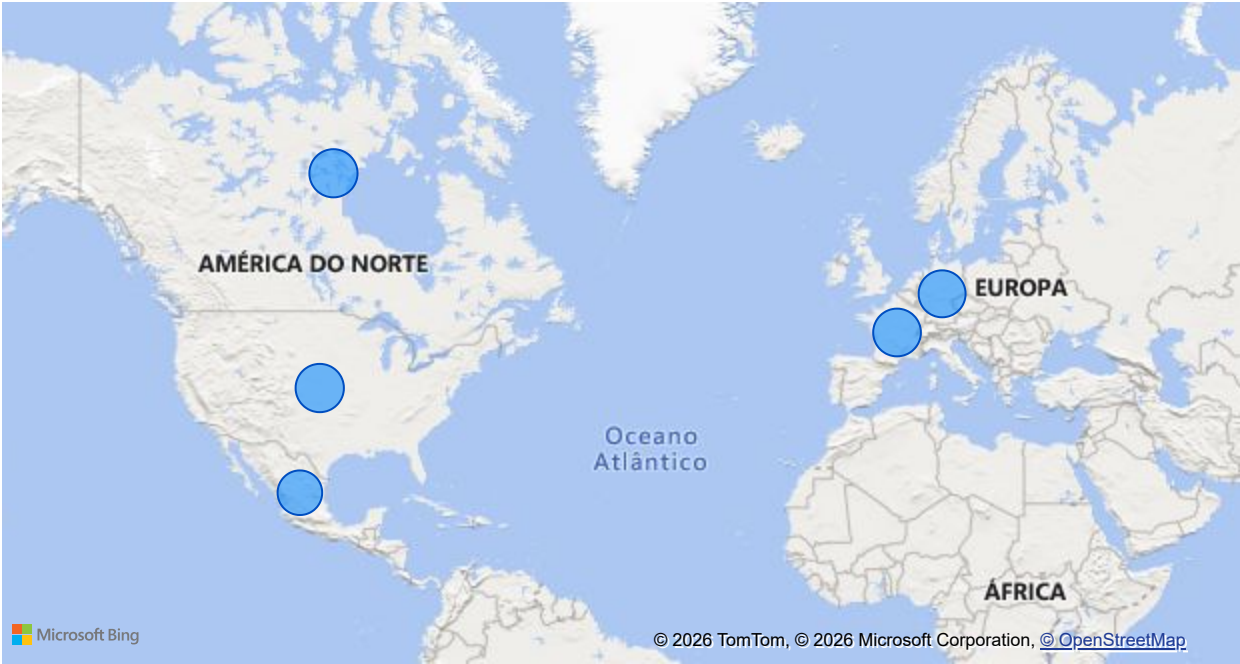 AMÉRICA DO NORTE
EUROPA
Oceano
Atlântico
ÁFRICA
Microsoft Bing
© 2026 TomTom, © 2026 Microsoft Corporation, © OpenStreetMap